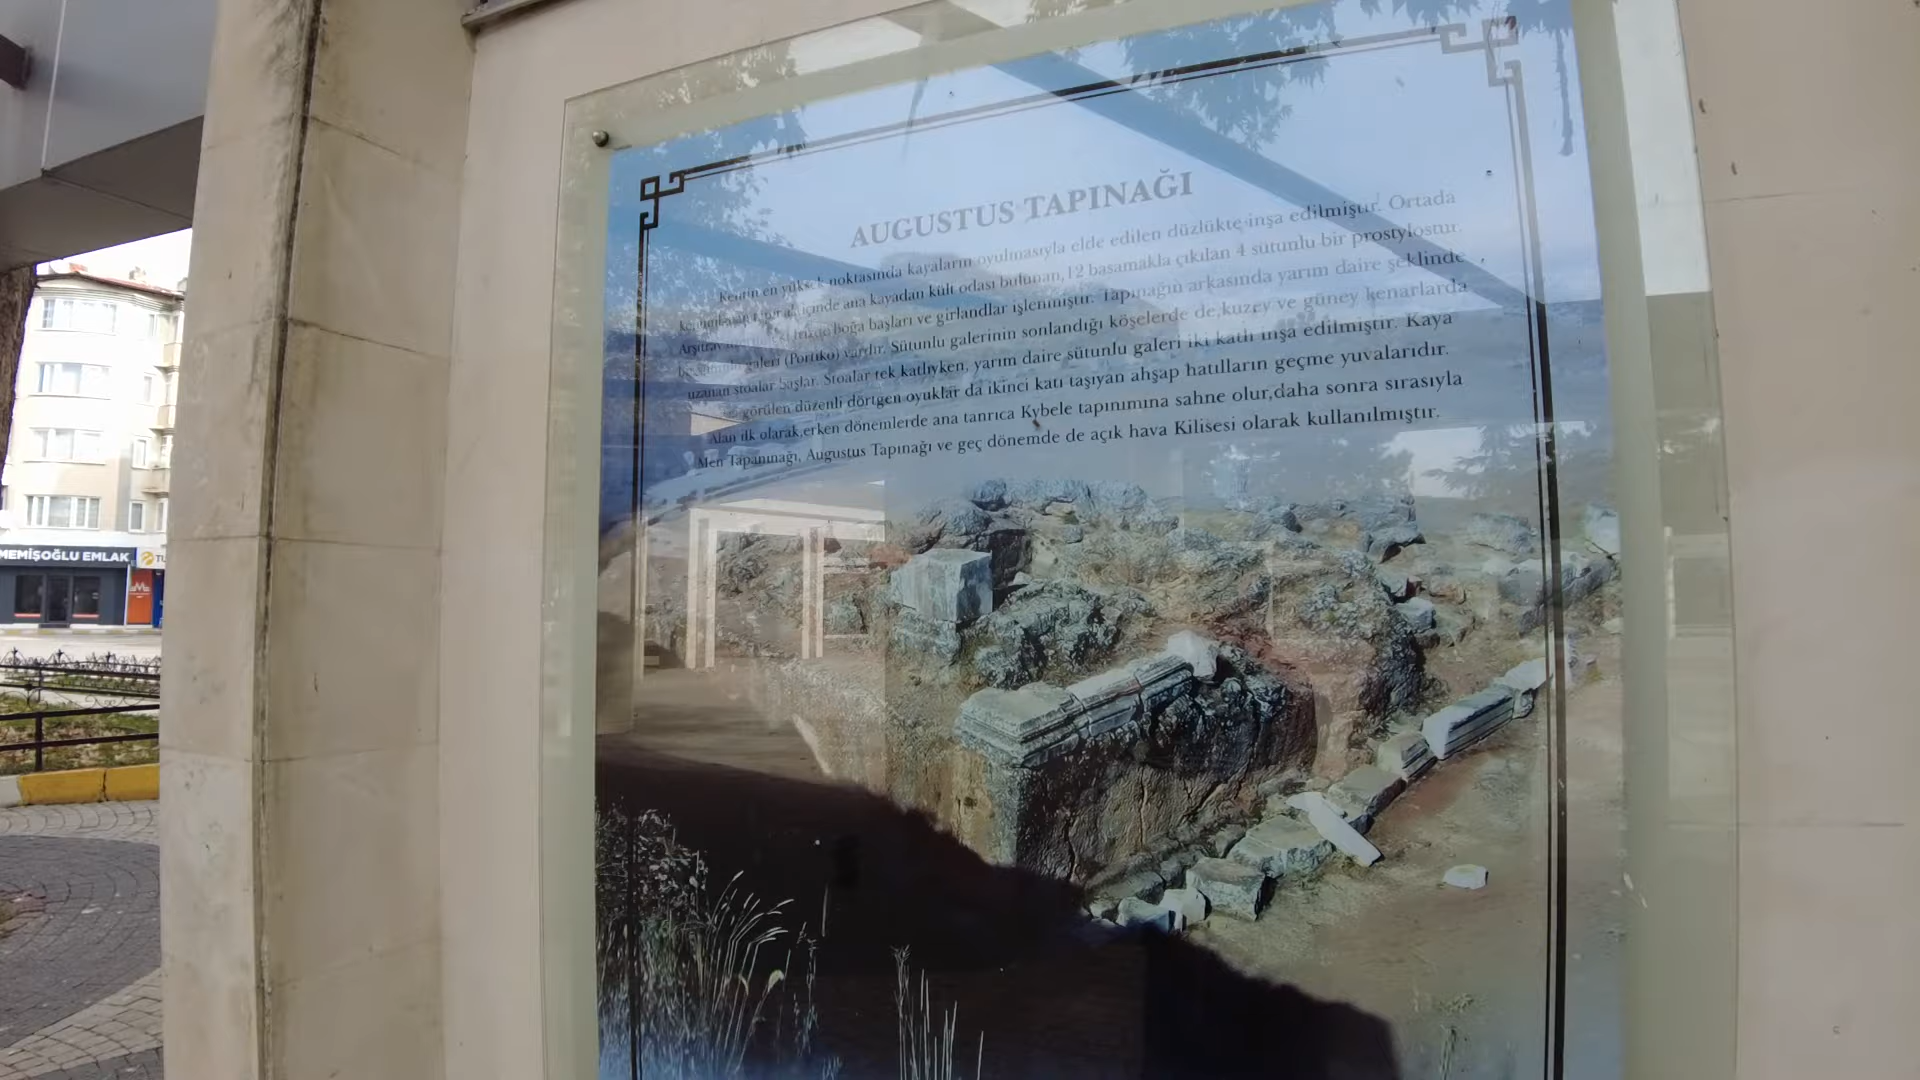 AUGUSTUS TAPINAĞI
Kentin en yüksek noktasında kayaların oyulmasıyla elde edilen düzlükte inşa edilmiştir. Ortada
içinde ana kayadan kült odası bulunan,12 basamakla çıkılan 4 sütunlu bir prostylostur.
boğa başları ve girlandlar işlenmiştir. Tapınağın arkasında yarım daire şeklinde
galeri (Portiko) vardır. Sütunlu galerinin sonlandığı köşelerde de,kuzey ve güney kenarlarda
uzanan stoalar başlar. Stoalar tek katlıyken, yarım daire sütunlu galeri iki katlı inşa edilmiştir. Kaya
görülen düzenli dörtgen oyuklar da ikinci katı taşıyan ahşap hatılların geçme yuvalarıdır.
Alan ilk olarak,erken dönemlerde ana tanrıca Kybele tapınımına sahne olur,daha sonra sırasıyla
Men Tapanınağı, Augustus Tapınağı ve geç dönemde de açık hava Kilisesi olarak kullanılmıştır.
MEMİŞOĞLU EMLAK